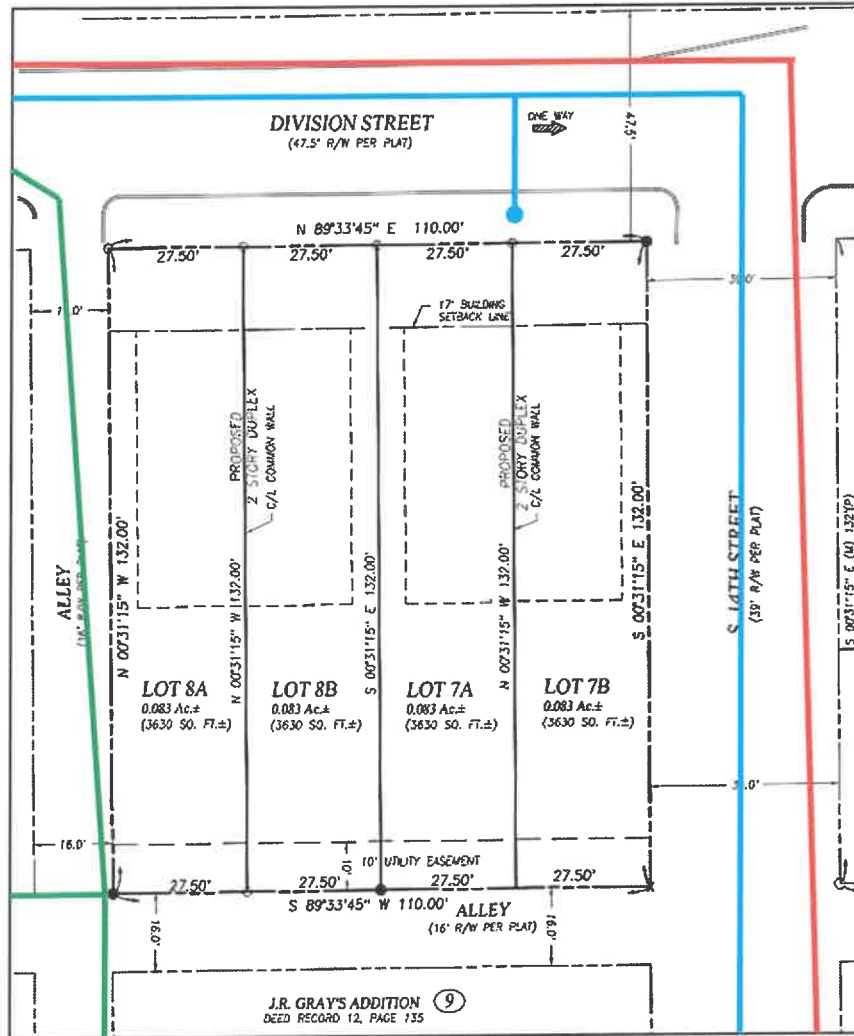 DIVISION STREET
(47.5' R/W PER PLAT)
ONE WAY
47.5'
N 89°33'45" E 110.00'
27.50'
27.50'
27.50'
27.50'
17' BUILDING
SETBACK LINE
PROPOSED
2 STORY DUPLEX
C/L COMMON WALL
PROPOSED
2 STORY DUPLEX
C/L COMMON WALL
ALLEY
N 00°31'15" W 132.00'
N 00°31'15" W 132.00'
S 00°31'15" E 132.00'
N 00°31'15" W 132.00'
S 00°31'15" E 132.00'
S 14TH STREET
(39' R/W PER PLAT)
S 00°31'15" E (M) 132'(P)
LOT 8A
0.083 Ac.±
(3630 SQ. FT.±)
LOT 8B
0.083 Ac.±
(3630 SQ. FT.±)
LOT 7A
0.083 Ac.±
(3630 SQ. FT.±)
LOT 7B
0.083 Ac.±
(3630 SQ. FT.±)
16.0'
10'
10' UTILITY EASEMENT
27.50'
27.50'
27.50'
27.50'
S 89°33'45" W 110.00'
ALLEY
(16' R/W PER PLAT)
16.0'
16.0'
J.R. GRAY'S ADDITION 9
DEED RECORD 12, PAGE 135